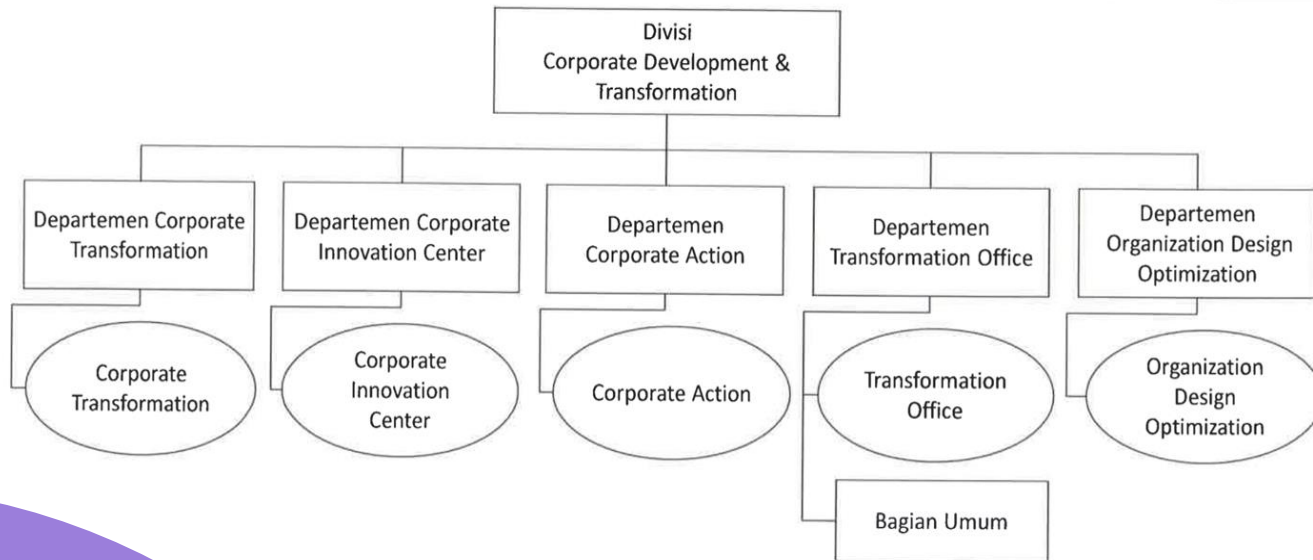 Divisi
Corporate Development &
Transformation
Departemen Corporate
Transformation
Departemen Corporate
Innovation Center
Departemen
Corporate Action
Departemen
Transformation Office
Departemen
Organization Design
Optimization
Corporate
Transformation
Corporate
Innovation
Center
Corporate Action
Transformation
Office
Organization
Design
Optimization
Bagian Umum